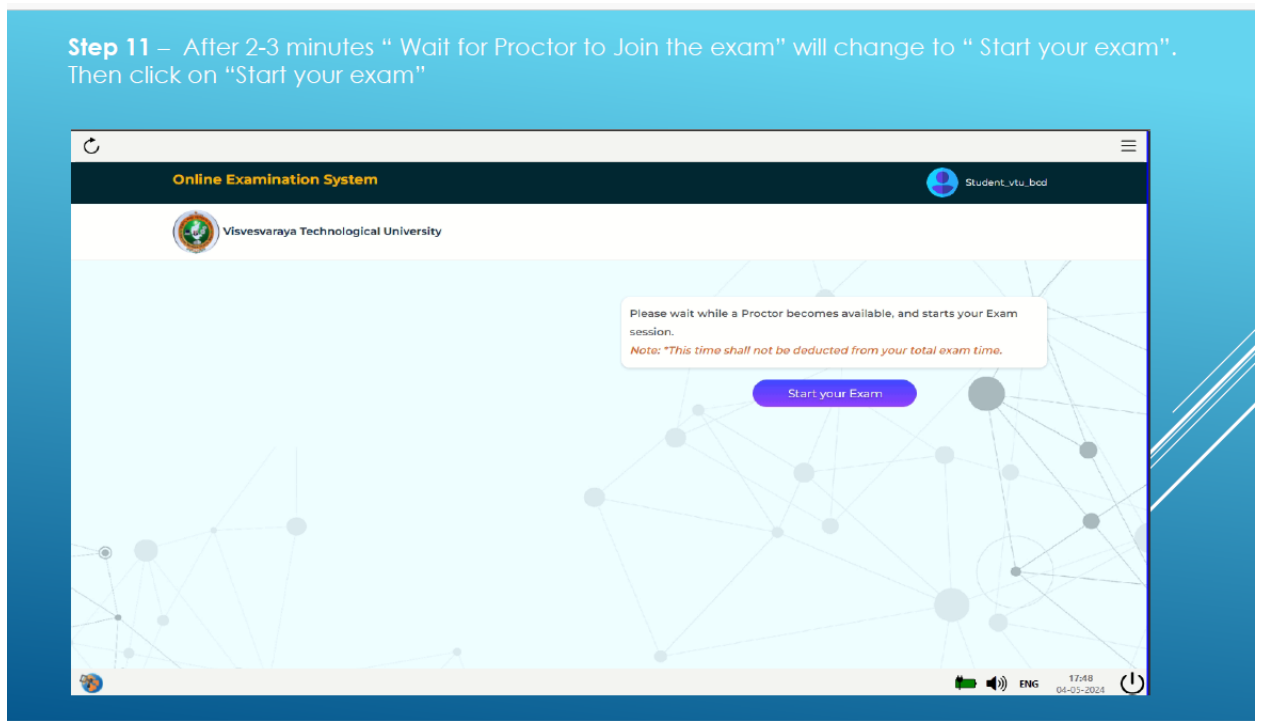 Step 11 – After 2-3 minutes “ Wait for Proctor to Join the exam” will change to “ Start your exam”.
Then click on “Start your exam”
Online Examination System
Student_vtu_bcd
Visvesvaraya Technological University
Please wait while a Proctor becomes available, and starts your Exam
session.
Note: *This time shall not be deducted from your total exam time.
Start your Exam
ENG
17:48
04-05-2024